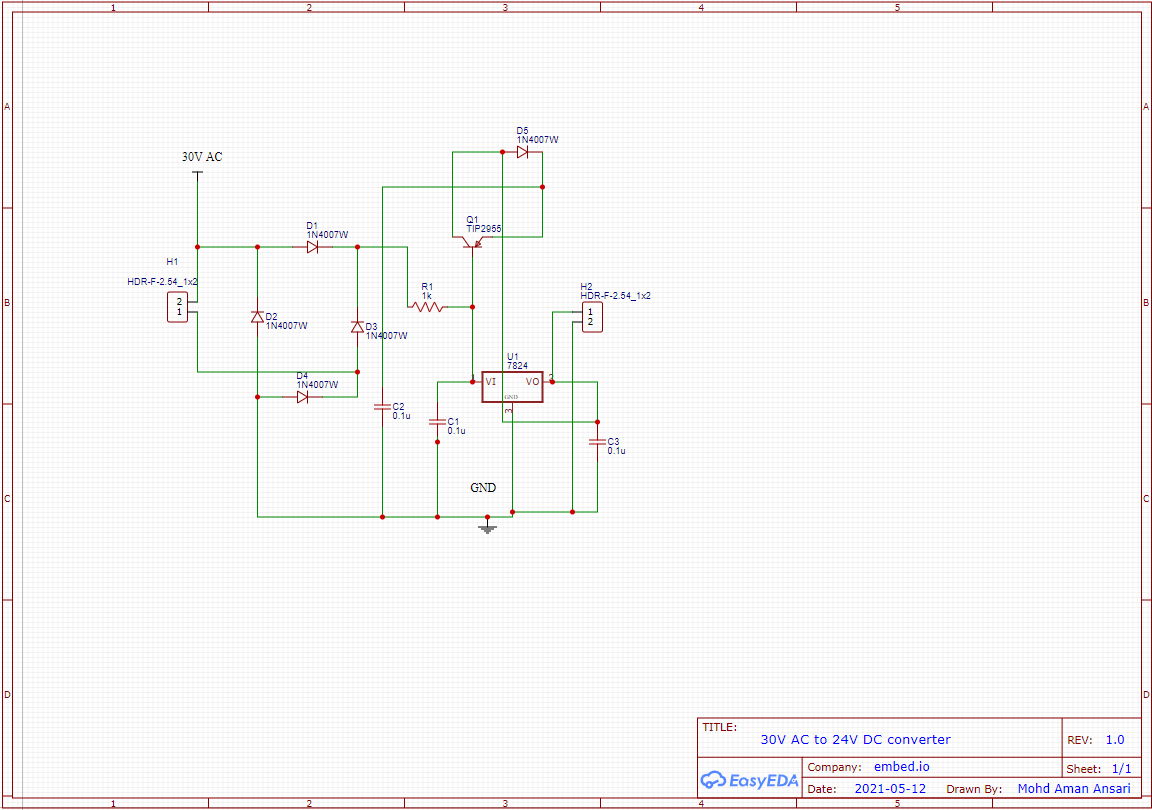 1 2 3 4 5
A A
B B
C C
D D
30V AC
D5
1N4007W
Q1
TIP2955
D1
1N4007W
H1
HDR-F-2.54_1x2
2
1
R1
1k
H2
HDR-F-2.54_1x2
1
2
D2
1N4007W
D3
1N4007W
U1
7824
1
VI
VO
2
GND
3
D4
1N4007W
C2
0.1u
C1
0.1u
C3
0.1u
GND
TITLE:
30V AC to 24V DC converter
REV: 1.0
EasyEDA
Company: embed.io
Sheet: 1/1
Date: 2021-05-12
Drawn By: Mohd Aman Ansari
1 2 3 4 5